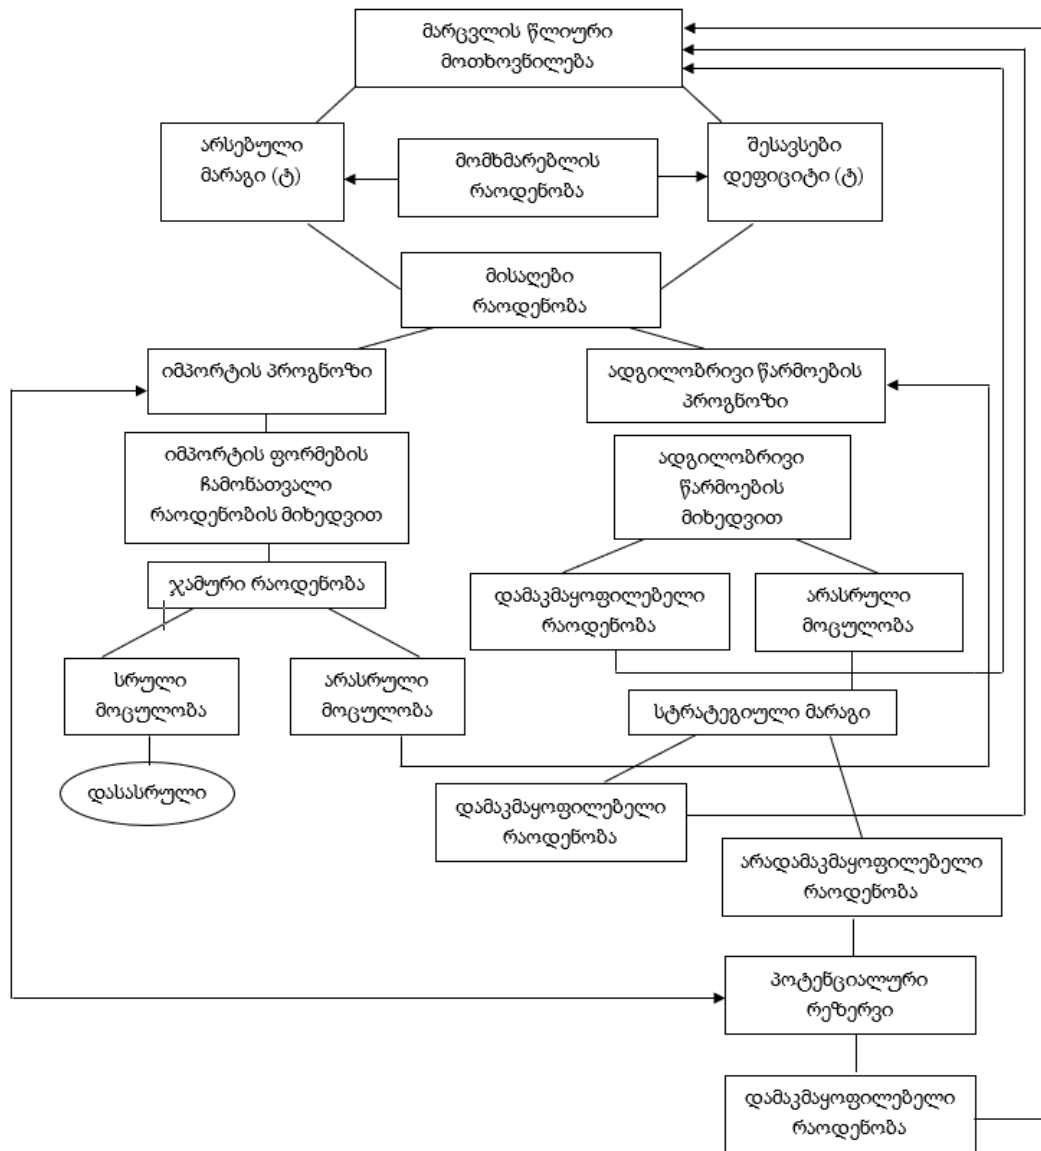 მარცვლის წლიური
მოთხოვნილება
არსებული
მარაგი (ტ)
მომხმარებლის
რაოდენობა
შესავსები
დეფიციტი (ტ)
მისაღები
რაოდენობა
იმპორტის პროგნოზი
ადგილობრივი წარმოების
პროგნოზი
იმპორტის ფორმების
ჩამონათვალი
რაოდენობის მიხედვით
ადგილობრივი
წარმოების
მიხედვით
ჯამური რაოდენობა
დამაკმაყოფილებელი
რაოდენობა
არასრული
მოცულობა
სრული
მოცულობა
არასრული
მოცულობა
სტრატეგიული მარაგი
დასასრული
დამაკმაყოფილებელი
რაოდენობა
არადამაკმაყოფილებელი
რაოდენობა
პოტენციალური
რეზერვი
დამაკმაყოფილებელი
რაოდენობა